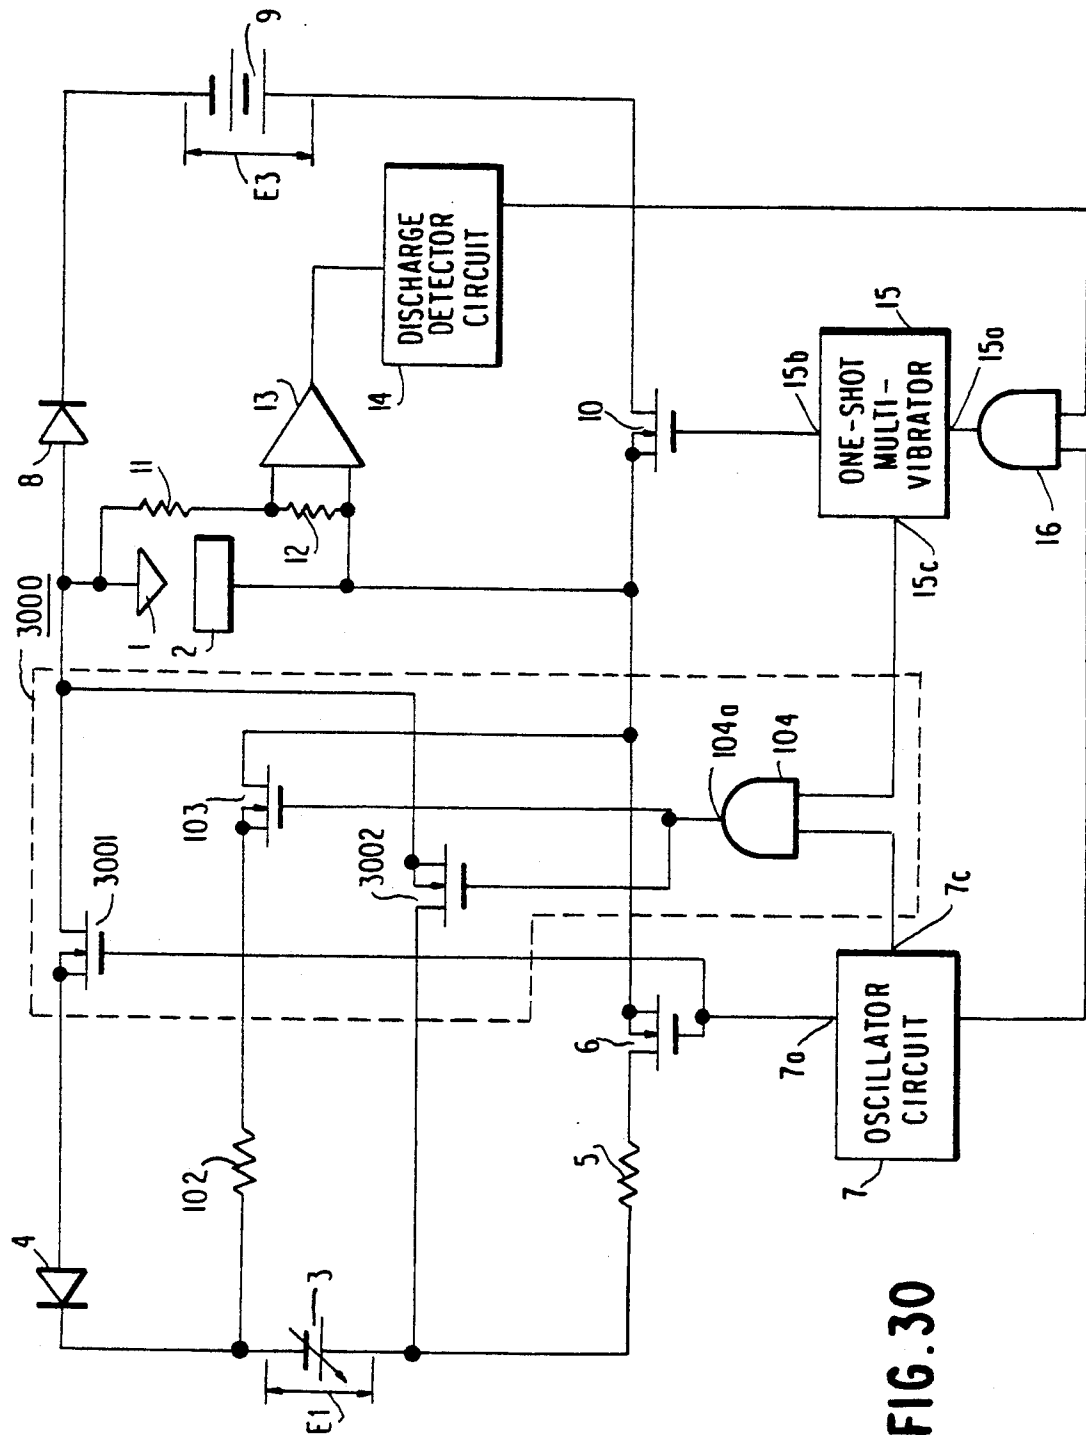 FIG.30
E1
3
4
102
5
6
7
OSCILLATOR
CIRCUIT
7a
7c
3001
3002
103
104a
104
3000
1
2
8
11
12
13
14
DISCHARGE
DETECTOR
CIRCUIT
E3
9
10
15b
15
ONE-SHOT
MULTI-
VIBRATOR
15a
15c
16